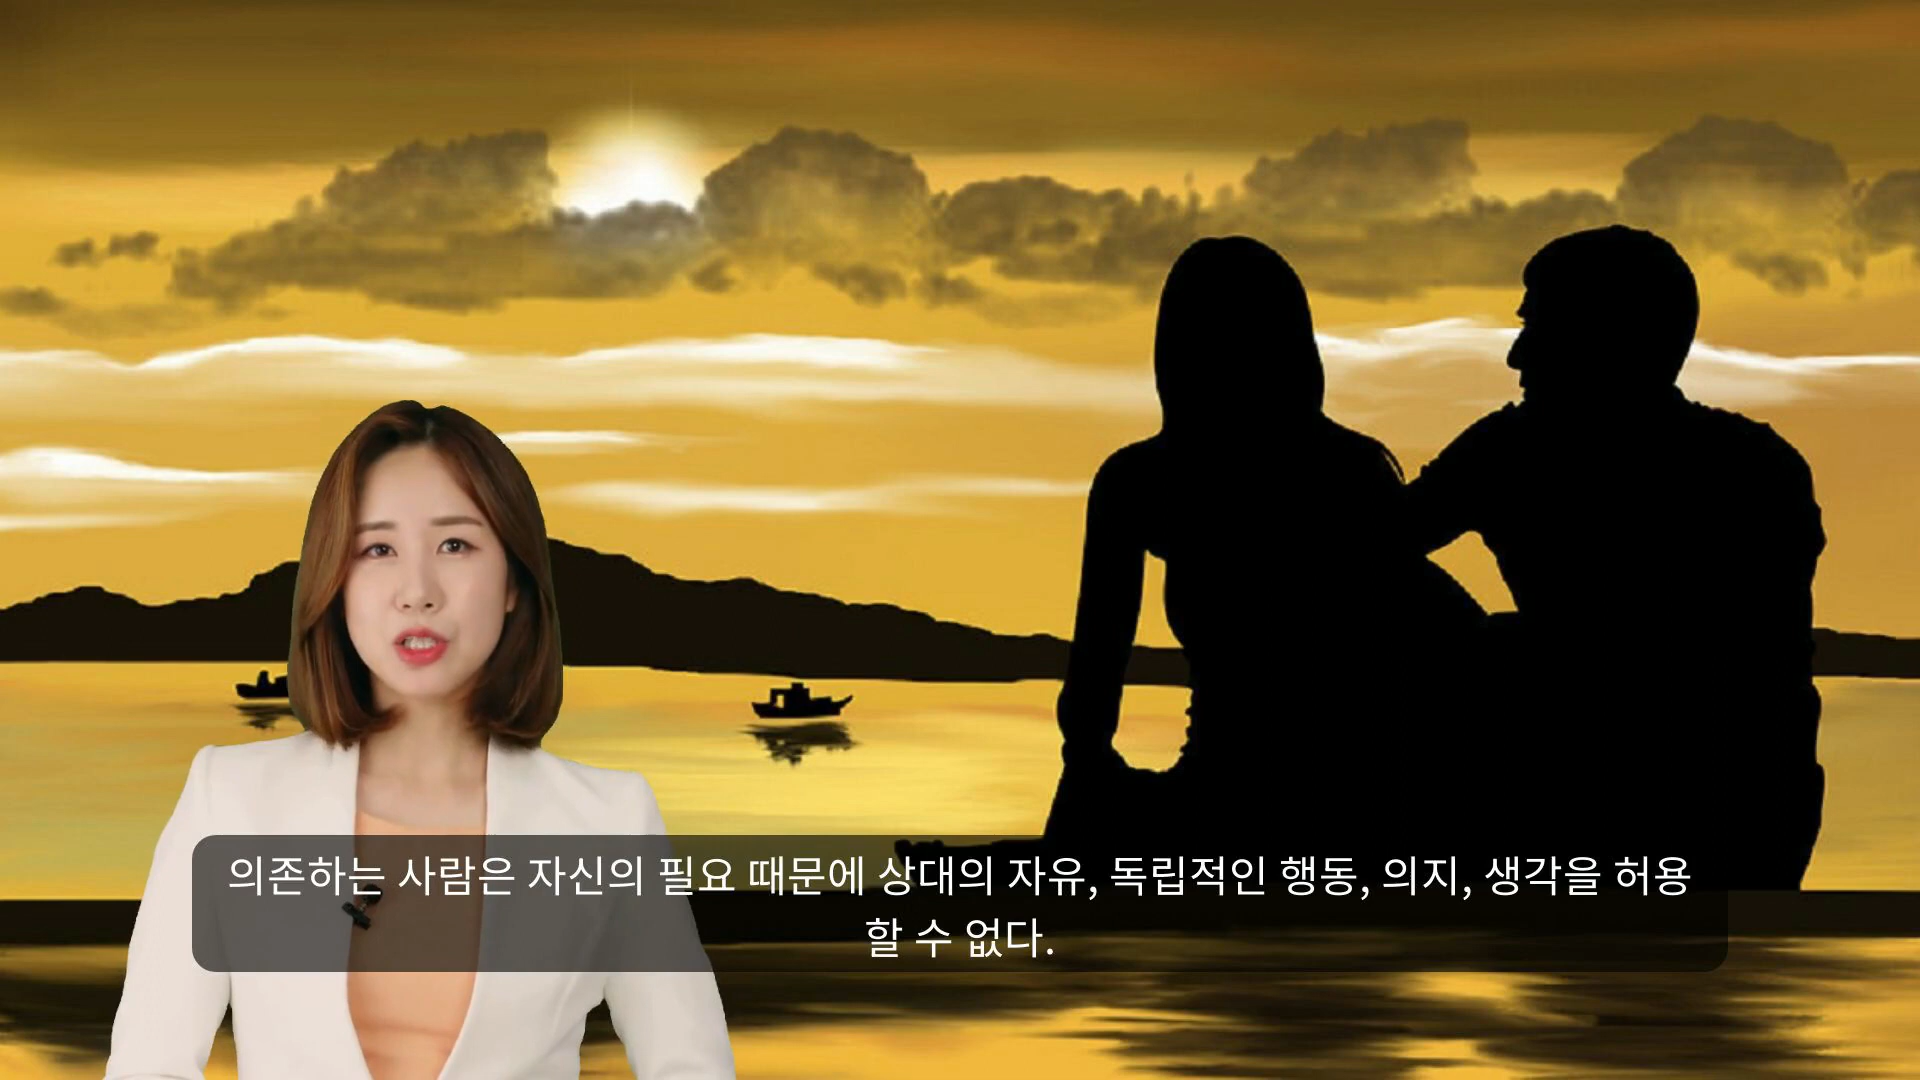 의존하는 사람은 자신의 필요 때문에 상대의 자유, 독립적인 행동, 의지, 생각을 허용
할 수 없다.